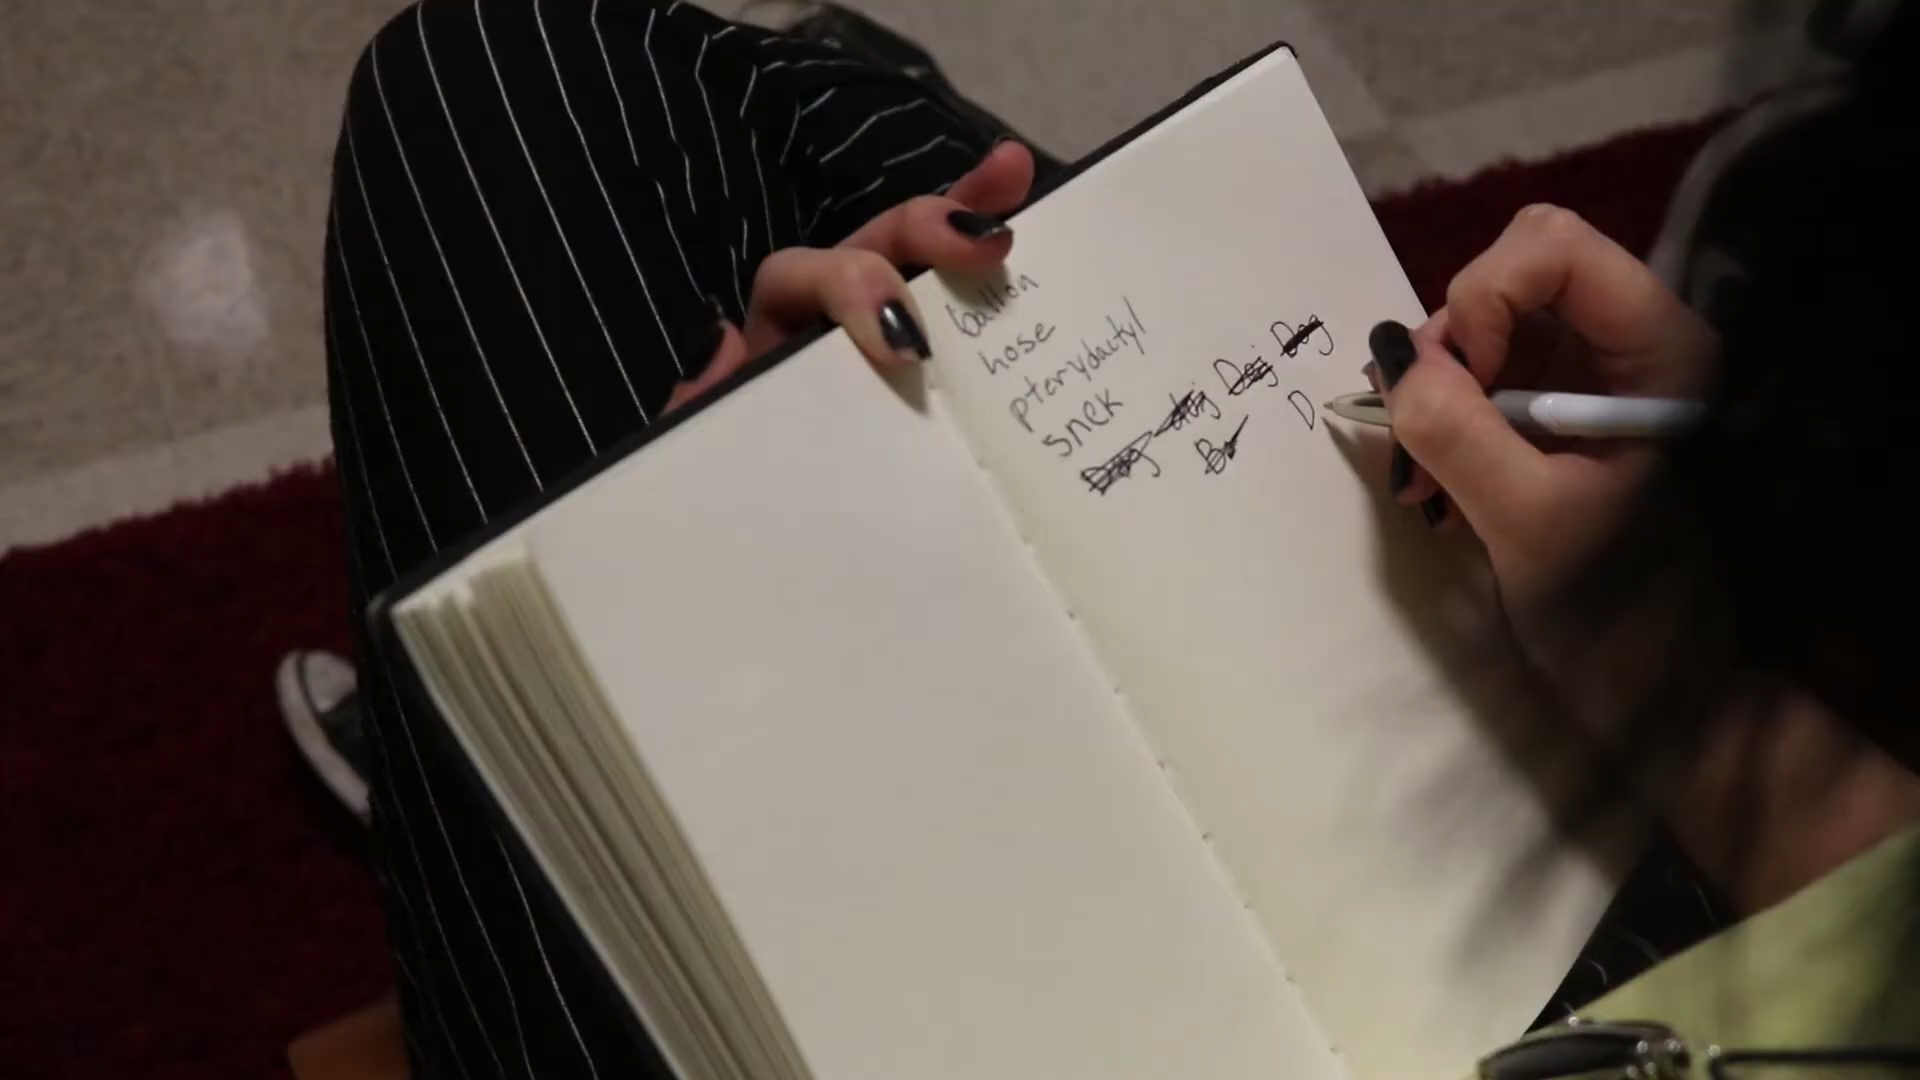 ballon
hose
pterydactyl
snek
Dog dog Dog Dog
Bo D